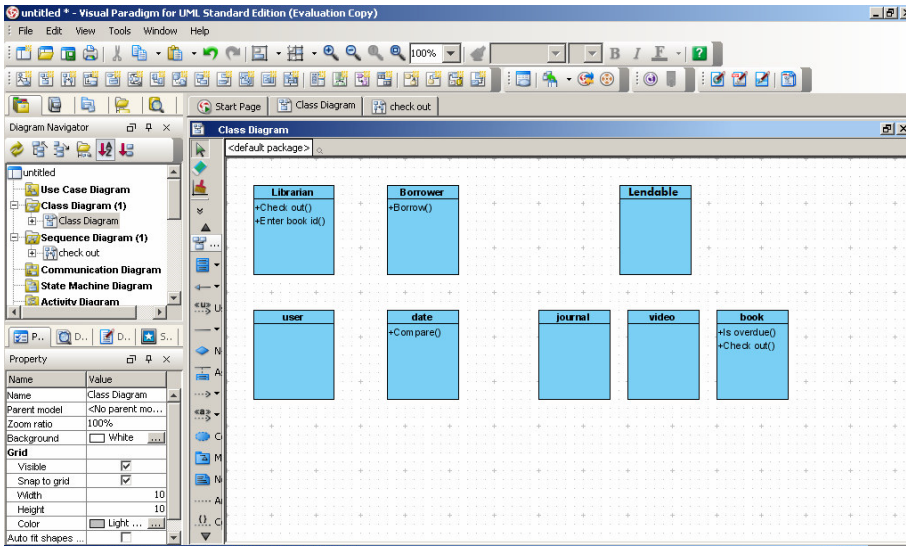 untitled * - Visual Paradigm for UML Standard Edition (Evaluation Copy)
File Edit View Tools Window Help
100%
B I F
Start Page Class Diagram check out
Diagram Navigator
untitled
Use Case Diagram
Class Diagram (1)
Class Diagram
Sequence Diagram (1)
check out
Communication Diagram
State Machine Diagram
Activity Diagram
P.. D.. D.. S..
Property
Name Value
Name Class Diagram
Parent model <No parent mo...
Zoom ratio 100%
Background White ...
Grid
Visible
Snap to grid
Width 10
Height 10
Color Light ... ...
Auto fit shapes ...
Class Diagram
<default package>
Librarian
+Check out()
+Enter book id()
Borrower
+Borrow()
Lendable
user
date
+Compare()
journal
video
book
+Is overdue()
+Check out()